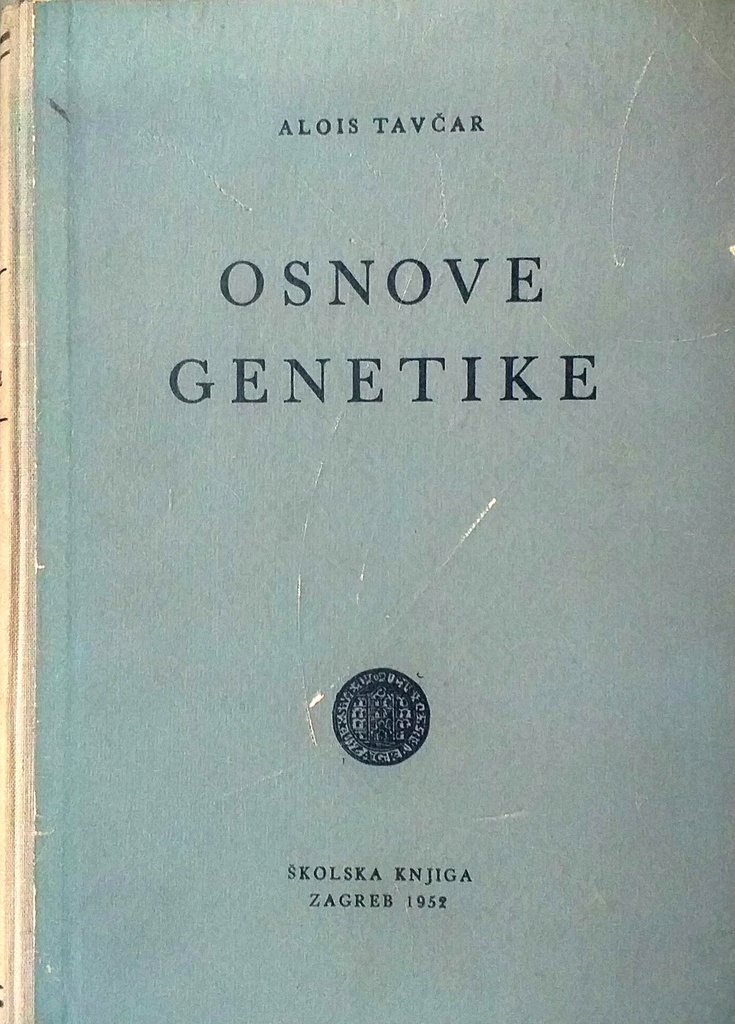 ALOIS TAVČAR
OSNOVE
GENETIKE
ŠKOLSKA KNJIGA
ZAGREB 1952